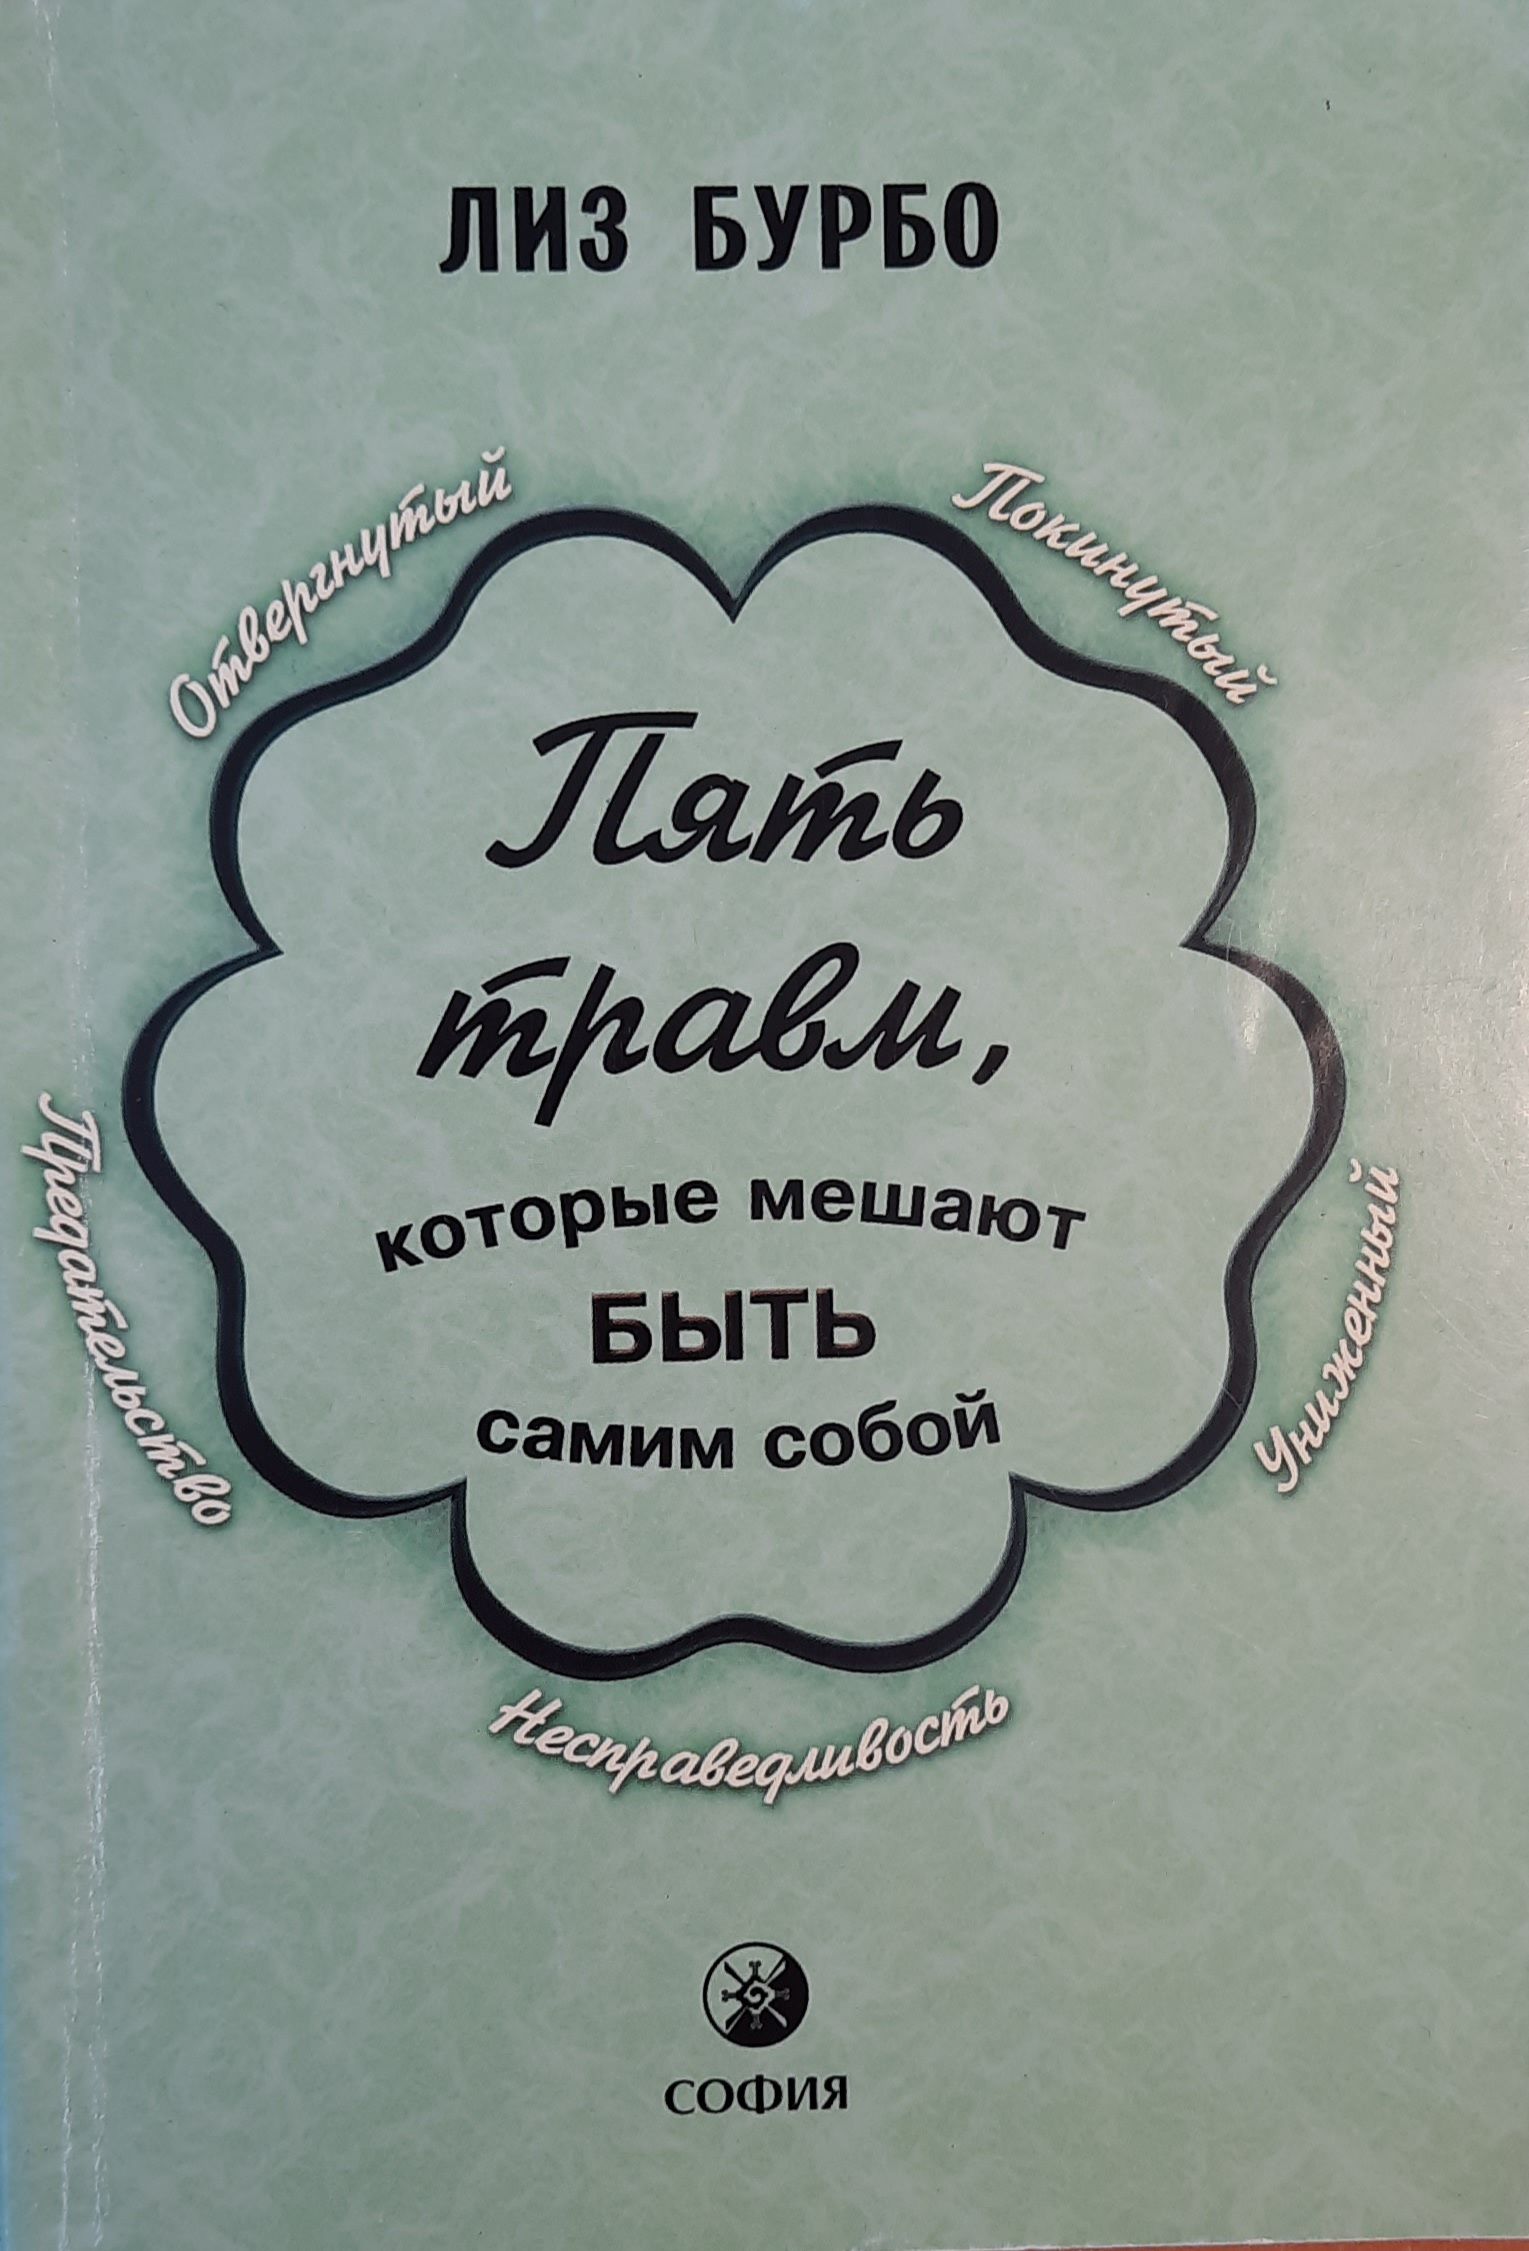 ЛИЗ БУРБО
Отвергнутый
Покинутый
Пять
травм,
которые мешают
БЫТЬ
самим собой
Предательство
Униженный
Несправедливость
СОФИЯ